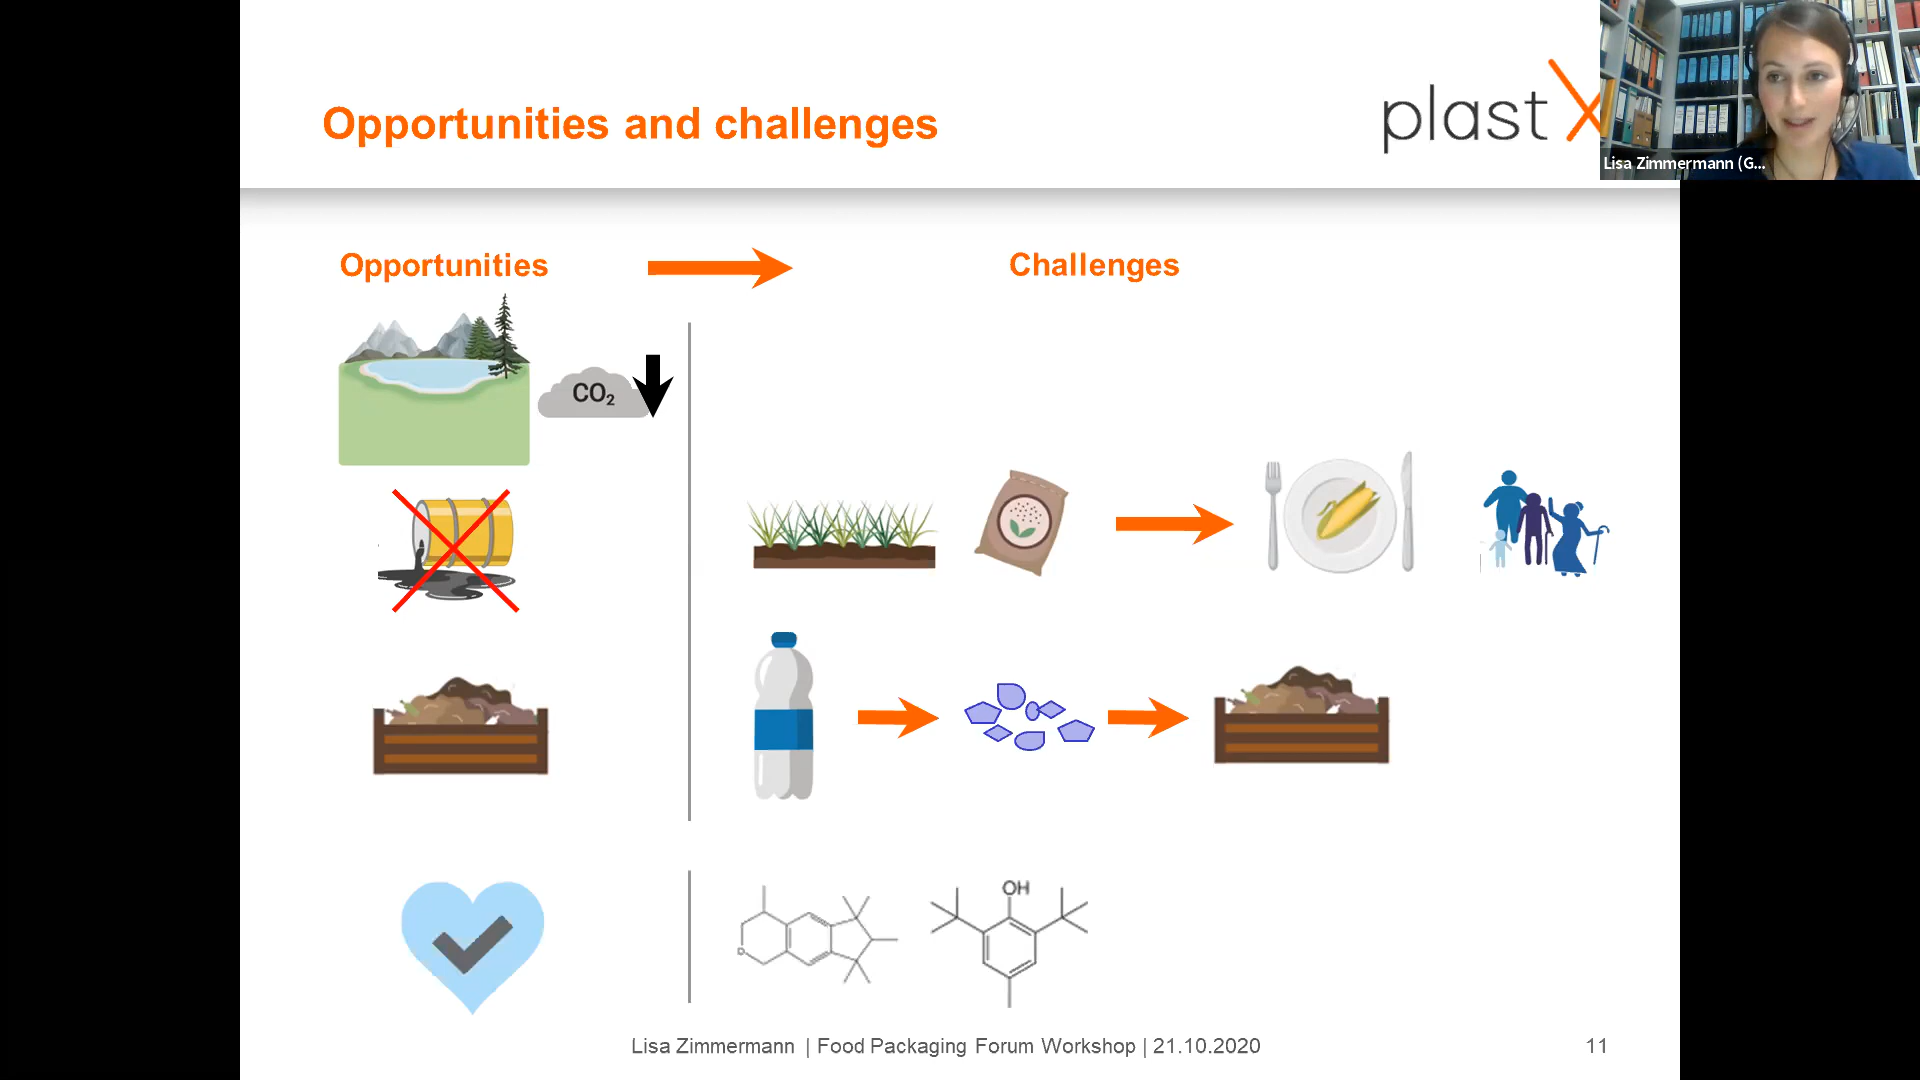 Opportunities and challenges
plastX
Lisa Zimmermann (G...
Opportunities
Challenges
CO₂
OH
O
Lisa Zimmermann | Food Packaging Forum Workshop | 21.10.2020
11